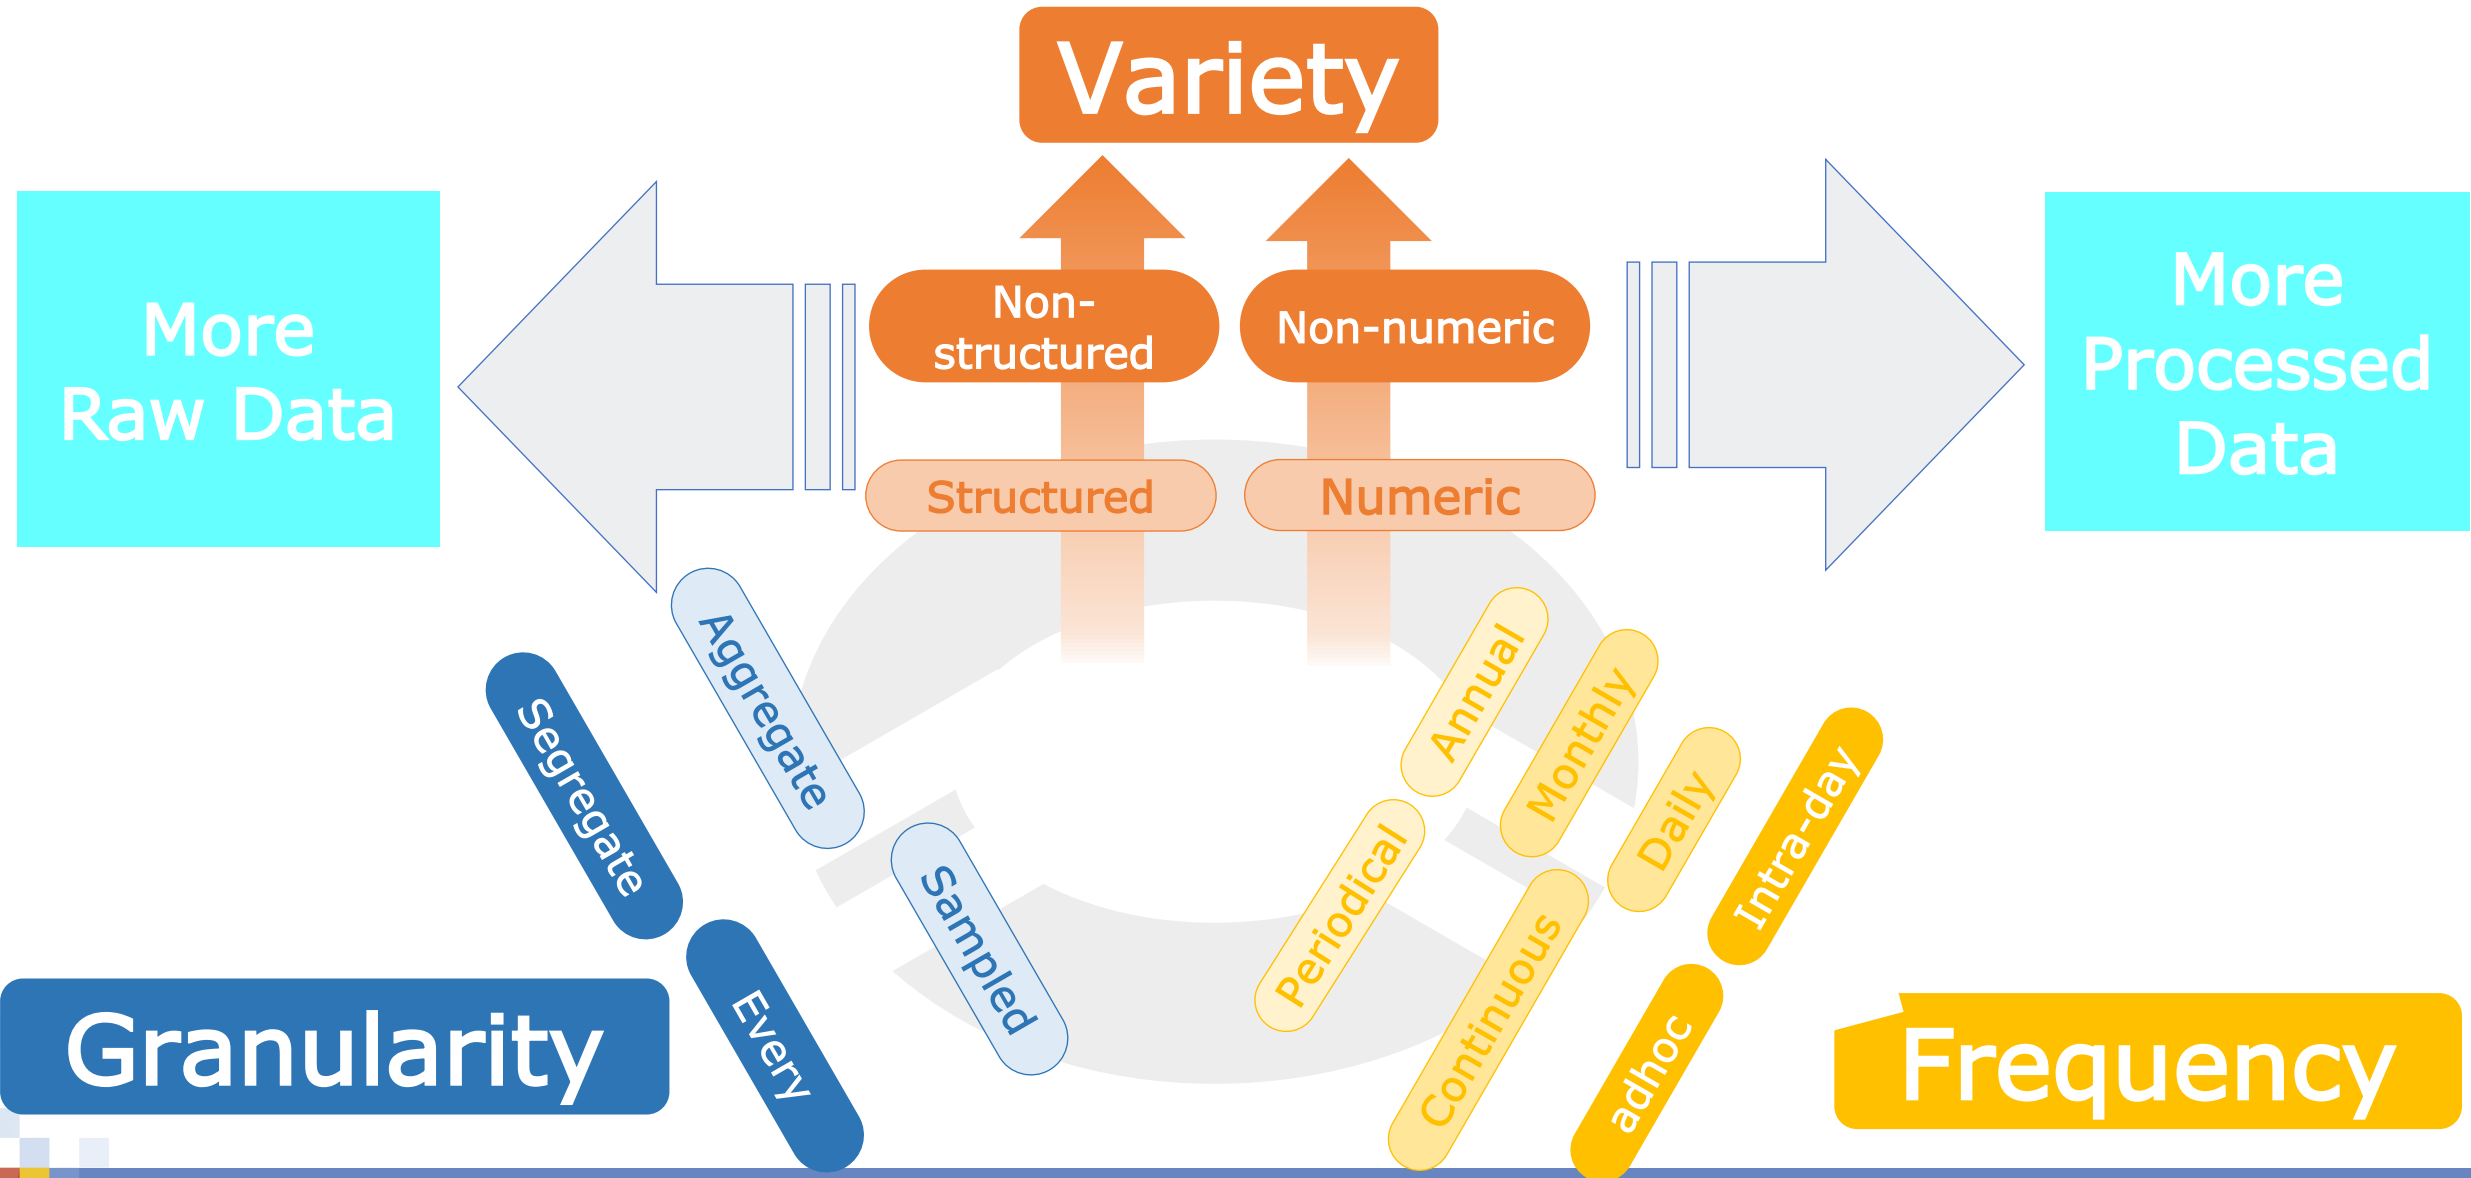 Variety
More
Raw Data
Non-
structured
Non-numeric
More
Processed
Data
Structured
Numeric
Aggregate
Segregate
Sampled
Every
Granularity
Annual
Monthly
Daily
Intra-day
Periodical
Continuous
adhoc
Frequency